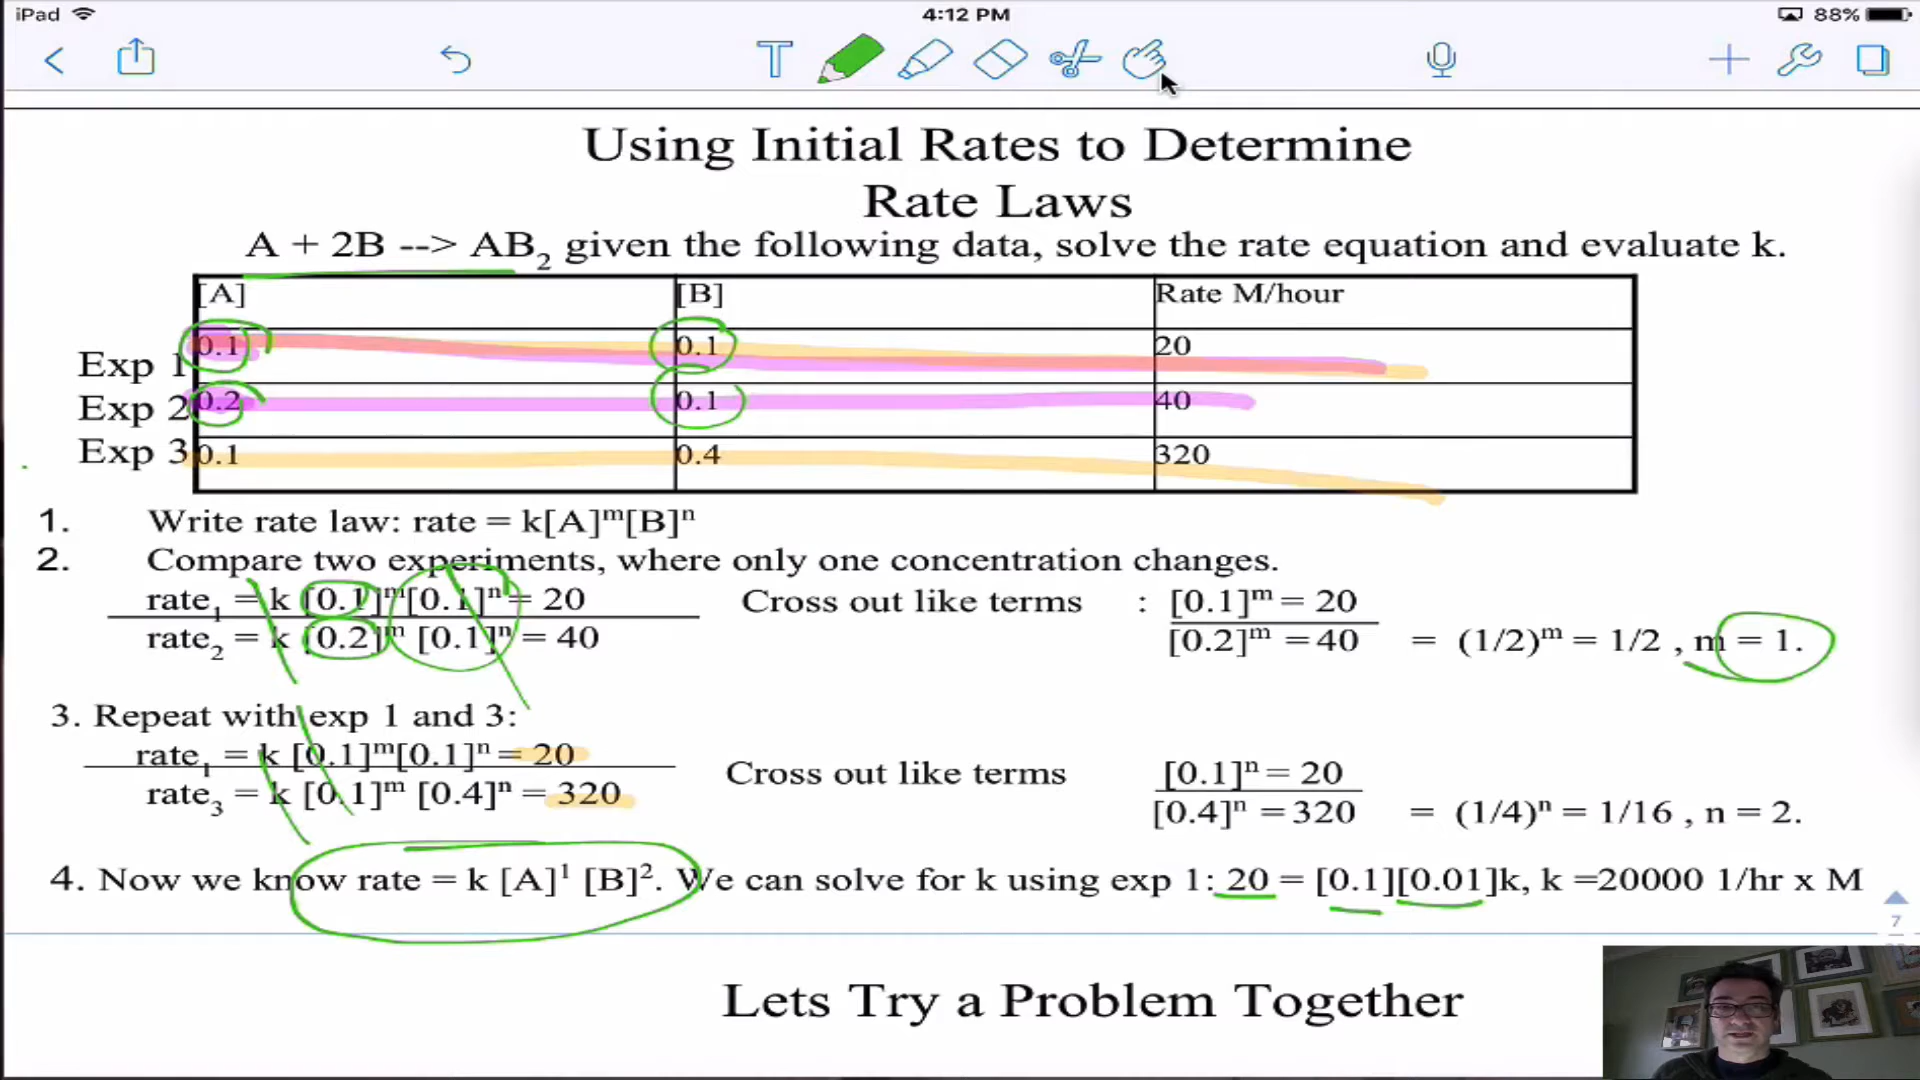 iPad
4:12 PM
88%
T
Using Initial Rates to Determine
Rate Laws
A + 2B --> AB₂ given the following data, solve the rate equation and evaluate k.
[A] [B] Rate M/hour
Exp 1 0.1 0.1 20
Exp 2 0.2 0.1 40
Exp 3 0.1 0.4 320
1. Write rate law: rate = k[A]ᵐ[B]ⁿ
2. Compare two experiments, where only one concentration changes.
rate₁ = k [0.1]ᵐ[0.1]ⁿ = 20 Cross out like terms : [0.1]ᵐ = 20
rate₂ = k [0.2]ᵐ [0.1]ⁿ = 40 [0.2]ᵐ = 40 = (1/2)ᵐ = 1/2 , m = 1.
3. Repeat with exp 1 and 3:
rate₁ = k [0.1]ᵐ[0.1]ⁿ = 20 Cross out like terms [0.1]ⁿ = 20
rate₃ = k [0.1]ᵐ [0.4]ⁿ = 320 [0.4]ⁿ = 320 = (1/4)ⁿ = 1/16 , n = 2.
4. Now we know rate = k [A]¹ [B]². We can solve for k using exp 1: 20 = [0.1][0.01]k, k =20000 1/hr x M
7
Lets Try a Problem Together